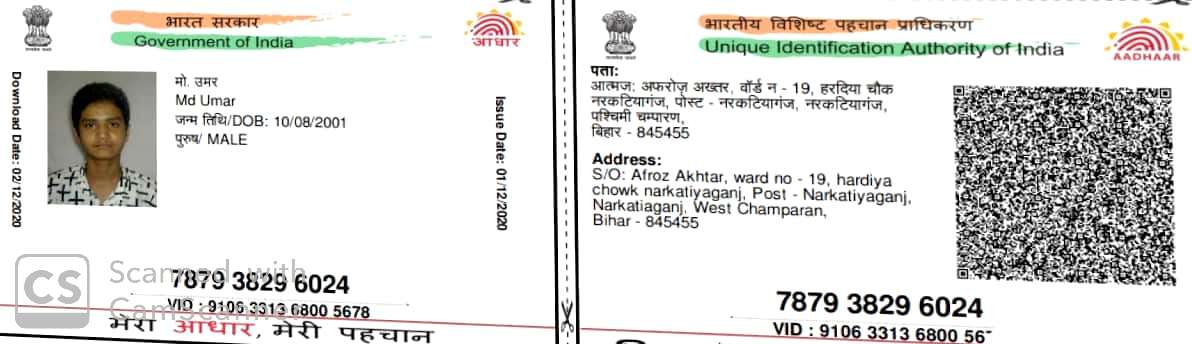 भारत सरकार
Government of India
आधार
Download Date: 02/12/2020
मो. उमर
Md Umar
जन्म तिथि/DOB: 10/08/2001
पुरुष/ MALE
Issue Date: 01/12/2020
7879 3829 6024
VID : 9106 3313 6800 5678
मेरा आधार, मेरी पहचान
CS Scanned with
CamScanner
भारतीय विशिष्ट पहचान प्राधिकरण
Unique Identification Authority of India
AADHAAR
पता:
आत्मज: अफरोज़ अख्तर, वॉर्ड न - 19, हरदिया चौक
नरकटियागंज, पोस्ट - नरकटियागंज, नरकटियागंज,
पश्चिमी चम्पारण,
बिहार - 845455
Address:
S/O: Afroz Akhtar, ward no - 19, hardiya
chowk narkatiyaganj, Post - Narkatiyaganj,
Narkatiaganj, West Champaran,
Bihar - 845455
7879 3829 6024
VID : 9106 3313 6800 56